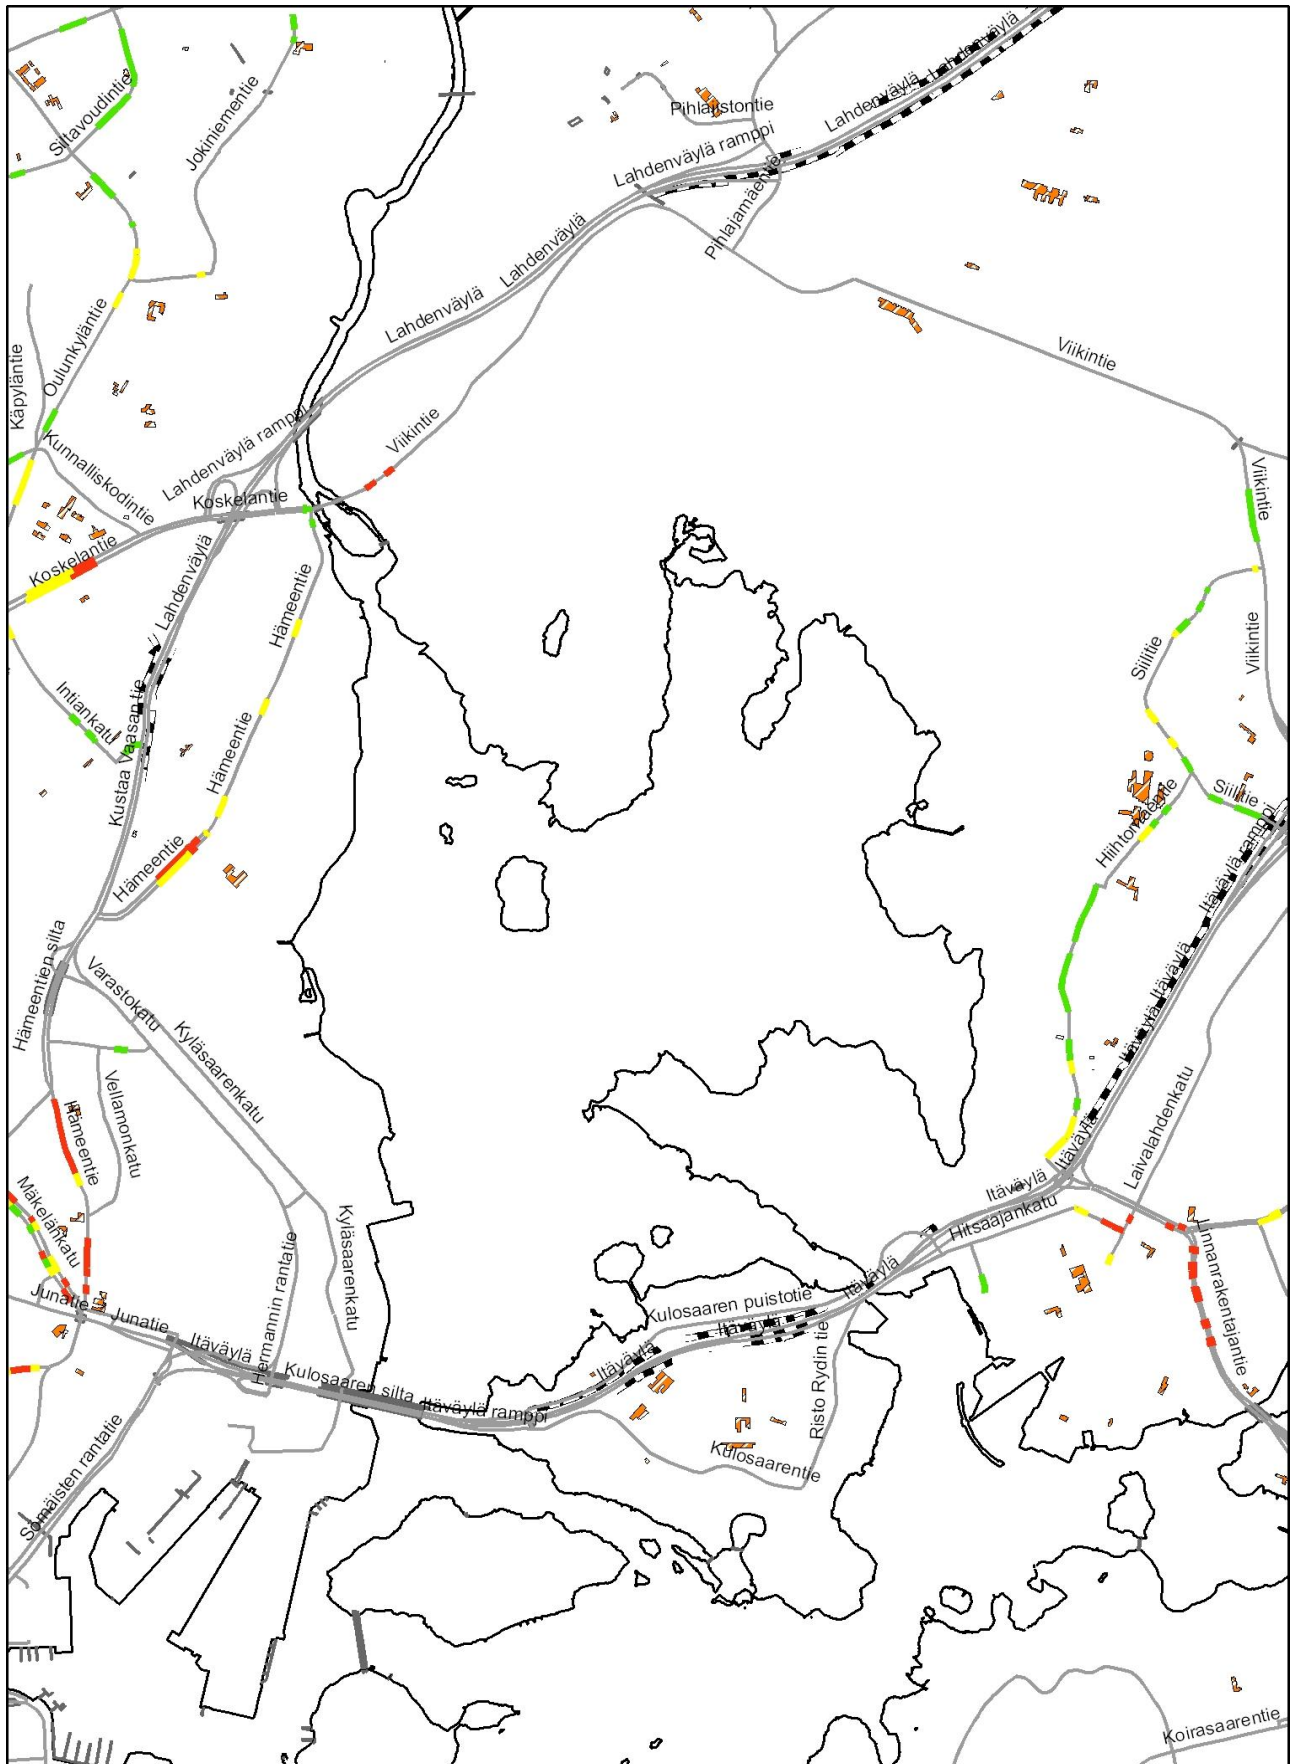 Lahdenväylä
Lahdenväylä
Pihlajistontie
Lahdenväylä ramppi
Siltavoudintie
Jokiniementie
Pihlajamäentie
Lahdenväylä
Lahdenväylä
Oulunkyläntie
Käpyläntie
Viikintie
Viikintie
Lahdenväylä ramppi
Kunnalliskodintie
Koskelantie
Viikintie
Koskelantie
Lahdenväylä
Hämeentie
Siilitie
Viikintie
Intiankatu
Kustaa Vaasan tie
Hämeentie
Siilitie
Hiihtomäentie
Itäväylä ramppi
Hämeentie
Hämeentien silta
Varastokatu
Kyläsaarenkatu
Itäväylä
Itäväylä
Vellamonkatu
Hämeentie
Laivalahdenkatu
Itäväylä
Mäkelänkatu
Itäväylä
Hitsaajankatu
Linnanrakentajantie
Hermannin rantatie
Kyläsaarenkatu
Itäväylä
Junatie
Junatie
Kulosaaren puistotie
Itäväylä
Itäväylä
Itäväylä
Risto Rydin tie
Kulosaaren silta
Itäväylä ramppi
Kulosaarentie
Sörnäisten rantatie
Koirasaarentie